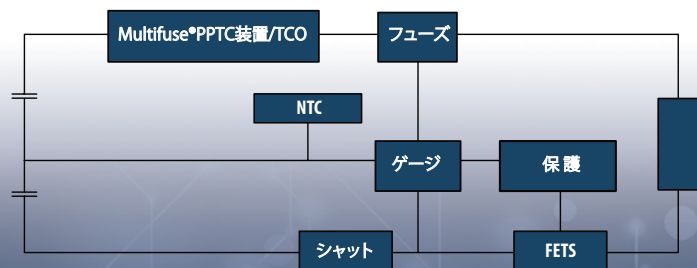 Multifuse®PPTC装置/TCO
フューズ
NTC
ゲージ
保護
シャット
FETS